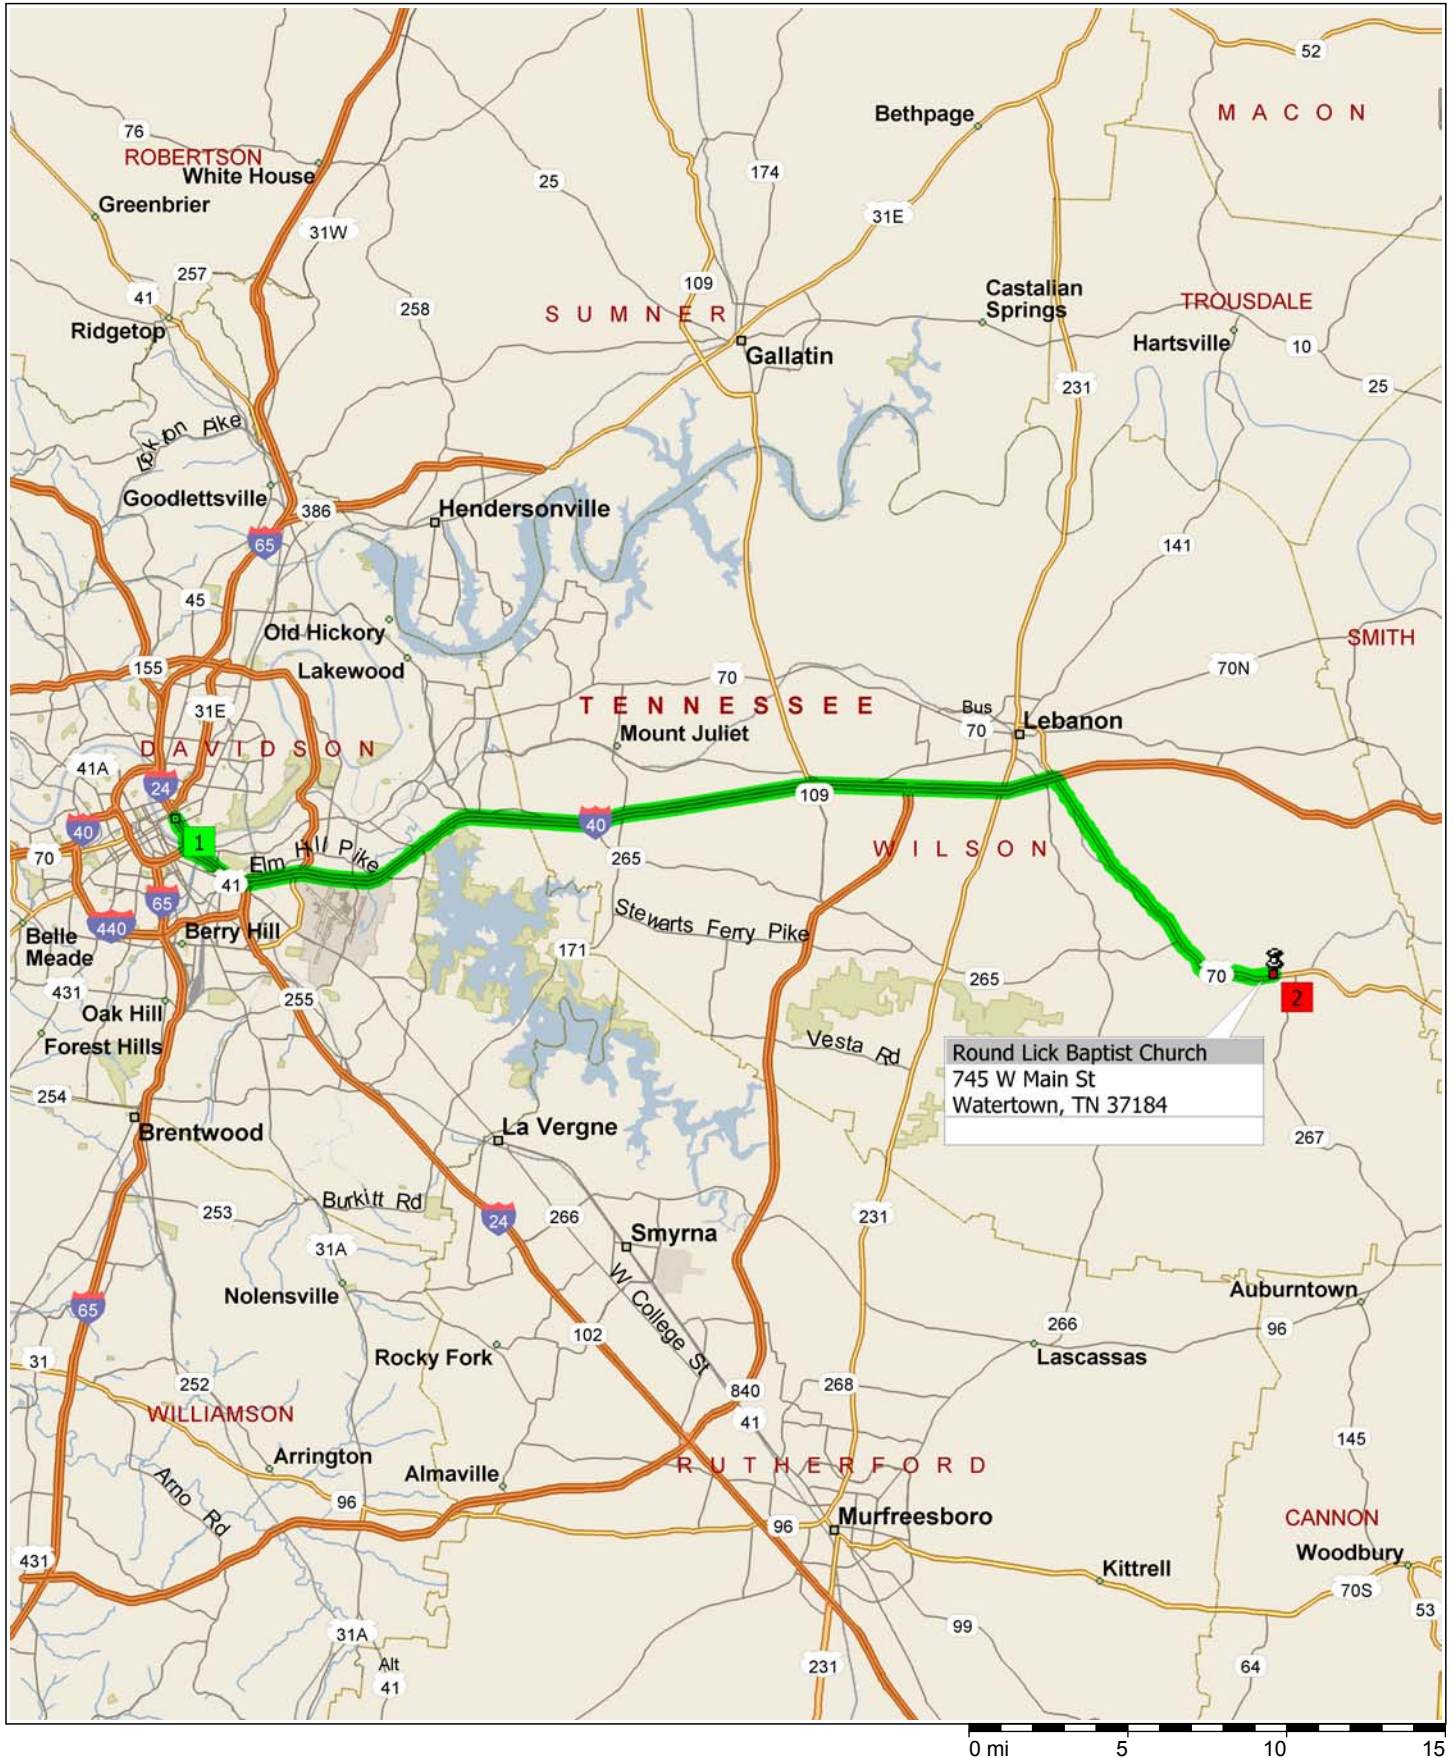 52
MACON
Bethpage
76
ROBERTSON
White House
174
25
Greenbrier
31E
31W
257
109
41
Castalian
Springs
258
SUMNER
TROUSDALE
Ridgetop
Hartsville
10
Gallatin
231
25
Lickton Pike
Goodlettsville
386
Hendersonville
65
141
45
Old Hickory
SMITH
155
Lakewood
70
70N
31E
TENNESSEE
Bus
70
Lebanon
Mount Juliet
DAVIDSON
41A
24
109
40
40
1
Elm Hill Pike
WILSON
70
265
41
65
Stewarts Ferry Pike
440
Berry Hill
Belle
Meade
171
265
70
431
255
2
Oak Hill
Forest Hills
Vesta Rd
Round Lick Baptist Church
745 W Main St
Watertown, TN 37184
254
La Vergne
Brentwood
267
Burkitt Rd
253
24
266
231
Smyrna
31A
W College St
Nolensville
Auburntown
65
266
102
96
31
Rocky Fork
Lascassas
252
840
268
WILLIAMSON
41
145
Arrington
Almaville
RUTHERFORD
Arno Rd
96
Murfreesboro
96
CANNON
Woodbury
431
Kittrell
70S
53
99
31A
Alt
41
231
64
0 mi 5 10 15